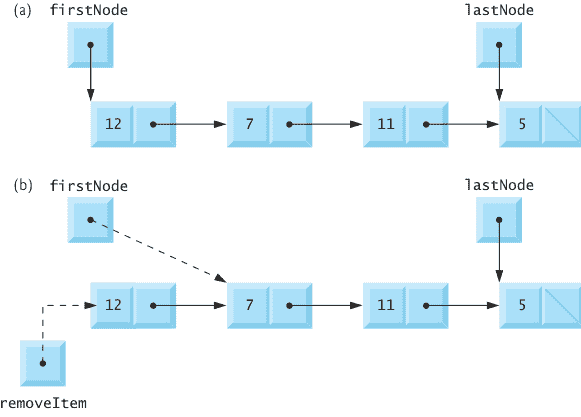 (a) firstNode lastNode
12 7 11 5
(b) firstNode lastNode
12 7 11 5
removeItem